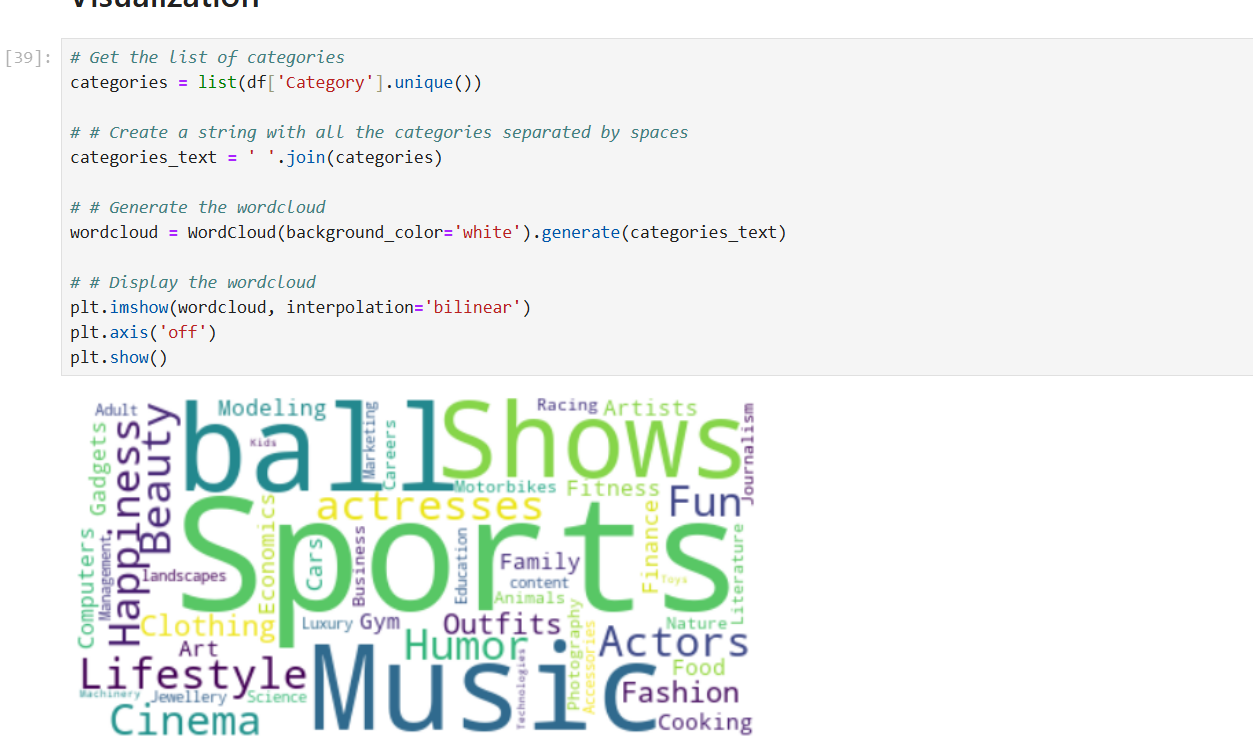 Visualization
[39]:
# Get the list of categories
categories = list(df['Category'].unique())
# # Create a string with all the categories separated by spaces
categories_text = ' '.join(categories)
# # Generate the wordcloud
wordcloud = WordCloud(background_color='white').generate(categories_text)
# # Display the wordcloud
plt.imshow(wordcloud, interpolation='bilinear')
plt.axis('off')
plt.show()
Adult
Modeling
Racing
Artists
Gadgets
Happiness
Beauty
ball
Kids
Marketing
Careers
Shows
Journalism
Motorbikes
Fitness
actresses
Fun
Sports
Computers
Management
landscapes
Economics
Cars
Business
Education
Family
content
Animals
Finance
Toys
Literature
Clothing
Luxury
Gym
Outfits
Nature
Art
Humor
Photography
Accessories
Actors
Lifestyle
Music
Technologies
Food
Fashion
Machinery
Jewellery
Science
Cinema
Cooking